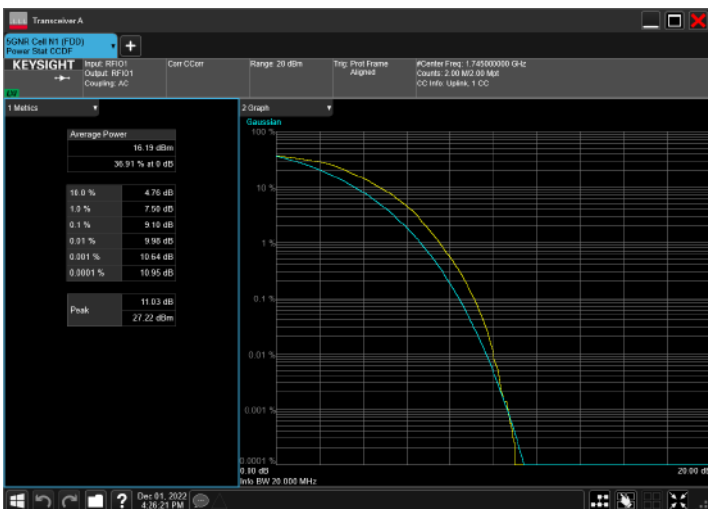 Transceiver A
5GNR Cell N1 (FDD)
Power Stat CCDF
KEYSIGHT
Input: RFIO1
Output: RFIO1
Coupling: AC
Corr CCorr
Range: 20 dBm
Trig: Prot Frame
Aligned
#Center Freq: 1.745000000 GHz
Counts: 2.00 M/2.00 Mpt
CC Info: Uplink, 1 CC
1 Metrics
Average Power
16.19 dBm
36.91 % at 0 dB
10.0 % 4.76 dB
1.0 % 7.50 dB
0.1 % 9.10 dB
0.01 % 9.98 dB
0.001 % 10.64 dB
0.0001 % 10.95 dB
Peak
11.03 dB
27.22 dBm
2 Graph
Gaussian
100 %
10 %
1 %
0.1 %
0.01 %
0.001 %
0.0001 %
0.00 dB
20.00 dB
Info BW 20.000 MHz
Dec 01, 2022
4:26:21 PM